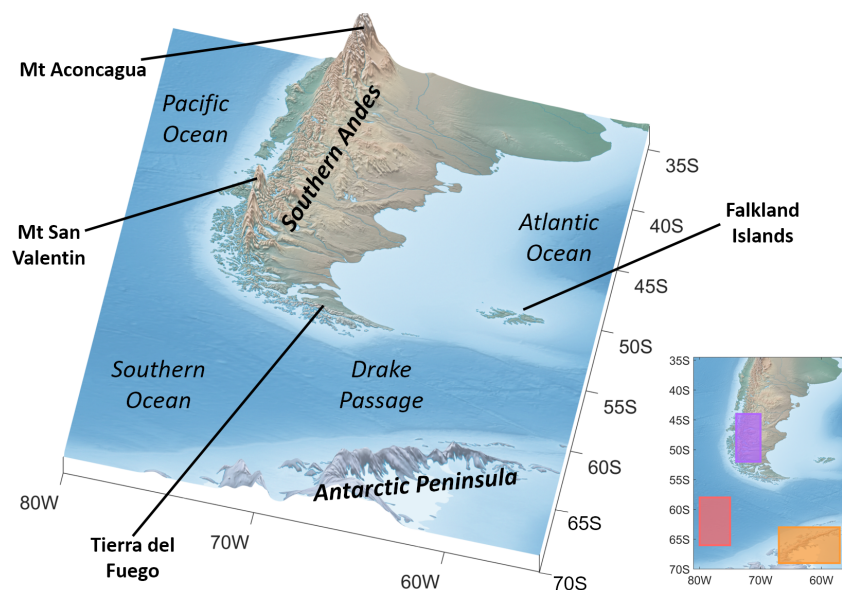 Mt Aconcagua
Pacific
Ocean
Southern Andes
35S
Mt San
Valentin
Atlantic
Ocean
40S
Falkland
Islands
45S
50S
Southern
Ocean
Drake
Passage
55S
60S
Antarctic Peninsula
65S
70S
80W
70W
60W
Tierra del
Fuego
35S
40S
45S
50S
55S
60S
65S
70S
80W
70W
60W